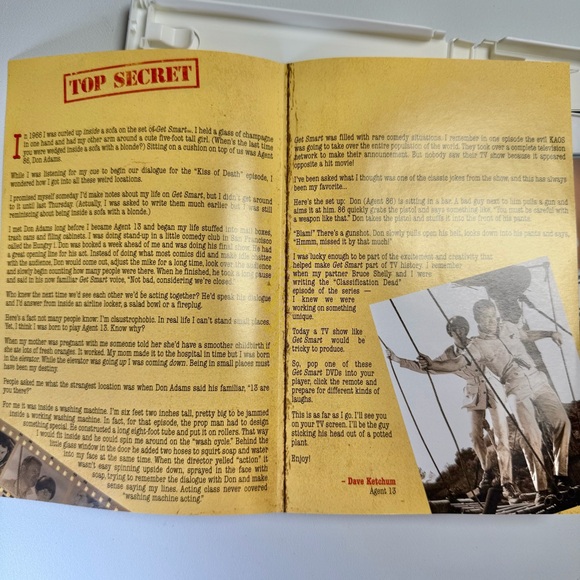 TOP SECRET
In 1966 I was curled up inside a sofa on the set of Get Smart... I held a glass of champagne
in one hand and had my other arm around a cute five-foot tall girl. (When's the last time
you were wedged inside a sofa with a blonde?) Sitting on a cushion on top of us was Agent
86, Don Adams.
While I was listening for my cue to begin our dialogue for the "Kiss of Death" episode, I
wondered how I got into all these weird locations.
I promised myself someday I'd make notes about my life on Get Smart, but I didn't get around
to it until last Thursday. (Actually, I was asked to write them much earlier but I was still
reminiscing about being inside a sofa with a blonde.)
I met Don Adams long before I became Agent 13 and began my life stuffed into mail boxes,
trash cans and filing cabinets. I was doing stand-up in a little comedy club in San Francisco
called the Hungry i. Don was booked a week ahead of me and was doing his first show. He had
a great opening line for his act. Instead of doing what most comics did and make idle chatter
with the audience, Don would come out, adjust the mike for a long time, look over the audience
and slowly begin counting how many people were there. When he finished, he took a long pause
and said in his now familiar Get Smart voice, "Not bad, considering we're closed."
Who knew the next time we'd see each other we'd be acting together? He'd speak his dialogue
and I'd answer from inside an airline locker, a salad bowl or a fireplug.
Here's a fact not many people know: I'm claustrophobic. In real life I can't stand small places.
Yet, I think I was born to play Agent 13. Know why?
When my mother was pregnant with me someone told her she'd have a smoother childbirth if
she ate lots of fresh oranges. It worked. My mom made it to the hospital in time but I was born
in the elevator. While the elevator was going up I was coming down. Being in small places must
have been my destiny.
People asked me what the strangest location was when Don Adams said his familiar, "13 are
you there?"
For me it was inside a washing machine. I'm six feet two inches tall, pretty big to be jammed
inside a working washing machine. In fact, for that episode, the prop man had to design
something special. He constructed a long eight-foot tube and put it on rollers. That way
I would fit inside and he could spin me around on the "wash cycle." Behind the
little glass window in the door he added two hoses to squirt soap and water
into my face at the same time. When the director yelled "action" it
wasn't easy spinning upside down, sprayed in the face with
soap, trying to remember the dialogue with Don and make
sense saying my lines. Acting class never covered
"washing machine acting."
Get Smart was filled with rare comedy situations. I remember in one episode the evil KAOS
was going to take over the entire population of the world. They took over a complete television
network to make their announcement. But nobody saw their TV show because it appeared
opposite a hit movie!
I've been asked what I thought was one of the classic jokes from the show, and this has always
been my favorite...
Here's the set up: Don (Agent 86) is sitting in a bar. A bad guy next to him pulls a gun and
aims it at him. 86 quickly grabs the pistol and says something like, "You must be careful with
a weapon like that." Don takes the pistol and stuffs it into the front of his pants.
"Blam!" There's a gunshot. Don slowly pulls open his belt, looks down into his pants and says,
"Hmmm, missed it by that much!"
I was lucky enough to be part of the excitement and creativity that
helped make Get Smart part of TV history. I remember
when my partner Bruce Shelly and I were
writing the "Classification Dead"
episode of the series —
I knew we were
working on something
unique.
Today a TV show like
Get Smart would be
tricky to produce.
So, pop one of these
Get Smart DVDs into your
player, click the remote and
prepare for different kinds of
laughs.
This is as far as I go. I'll see you
on your TV screen. I'll be the guy
sticking his head out of a potted
plant.
Enjoy!
– Dave Ketchum
Agent 13